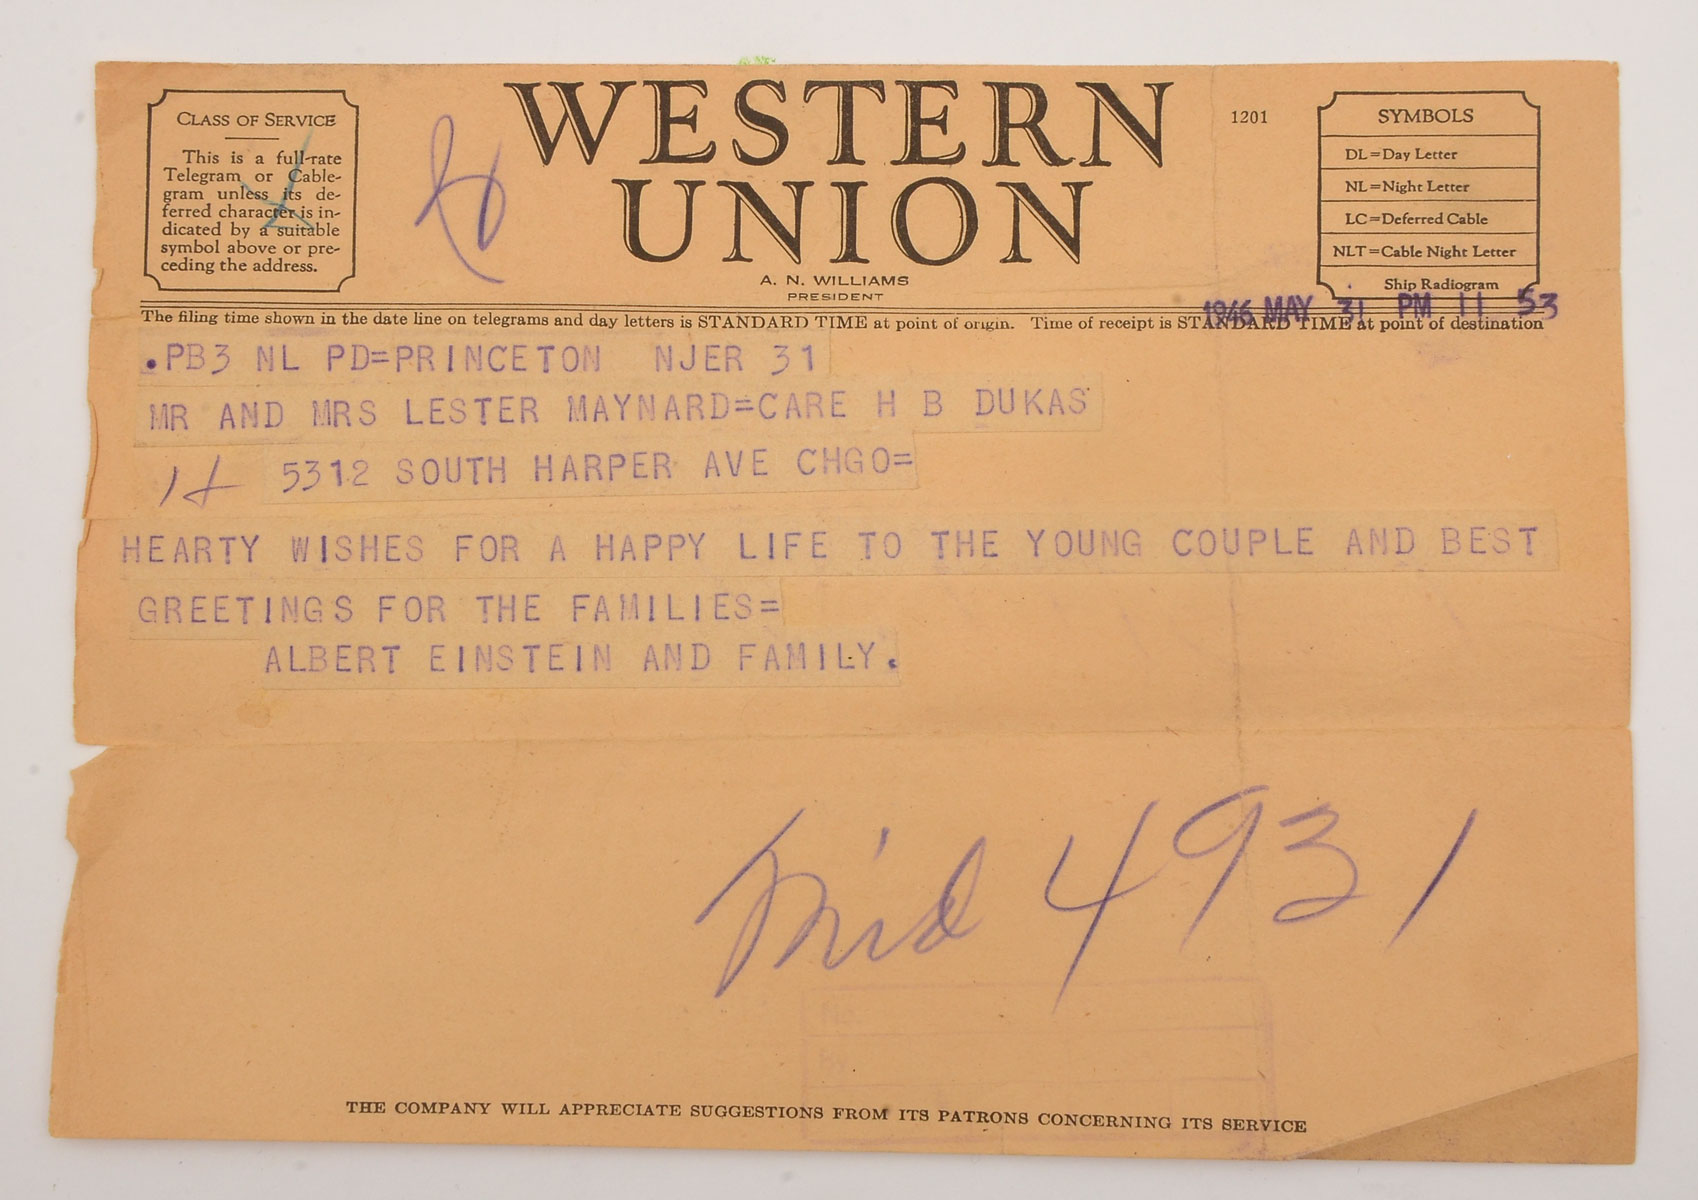 CLASS OF SERVICE
This is a full-rate
Telegram or Cable-
gram unless its de-
ferred character is in-
dicated by a suitable
symbol above or pre-
ceding the address.
WESTERN
UNION
A. N. WILLIAMS
PRESIDENT
1201
SYMBOLS
DL=Day Letter
NL=Night Letter
LC=Deferred Cable
NLT=Cable Night Letter
Ship Radiogram
1946 MAY 31 PM 11 53
The filing time shown in the date line on telegrams and day letters is STANDARD TIME at point of origin. Time of receipt is STANDARD TIME at point of destination
.PB3 NL PD=PRINCETON NJER 31
MR AND MRS LESTER MAYNARD=CARE H B DUKAS
5312 SOUTH HARPER AVE CHGO=
HEARTY WISHES FOR A HAPPY LIFE TO THE YOUNG COUPLE AND BEST
GREETINGS FOR THE FAMILIES=
ALBERT EINSTEIN AND FAMILY.
Mid 4931
THE COMPANY WILL APPRECIATE SUGGESTIONS FROM ITS PATRONS CONCERNING ITS SERVICE